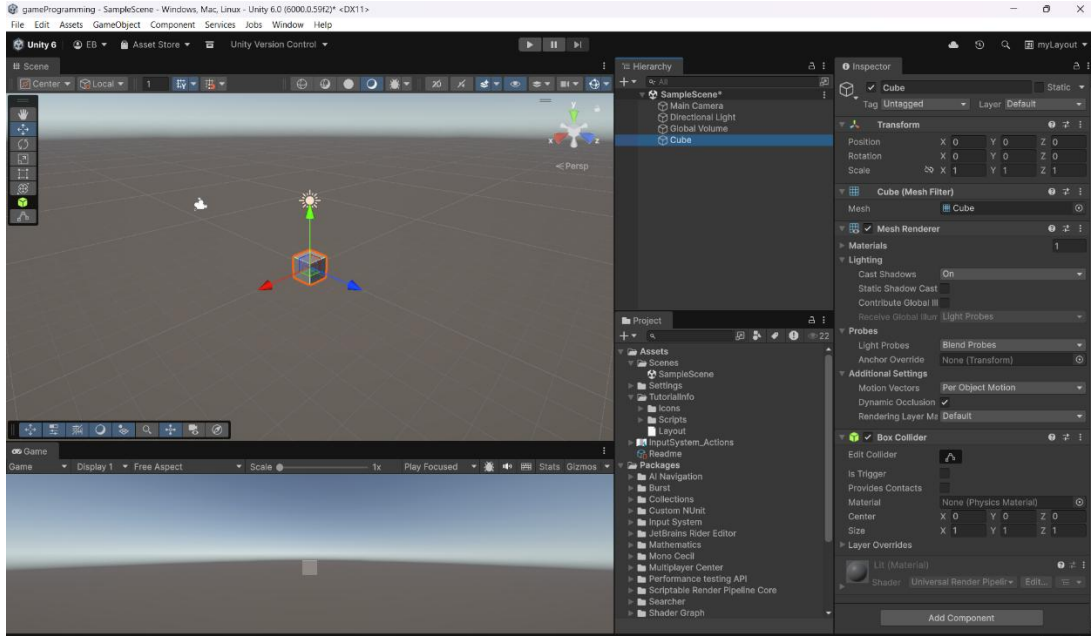 gameProgramming - SampleScene - Windows, Mac, Linux - Unity 6.0 (6000.0.59f2)* <DX11>
File Edit Assets GameObject Component Services Jobs Window Help
Unity 6 EB Asset Store Unity Version Control myLayout
Scene
Center Local 1 2D
y x z
Persp
Game
Game Display 1 Free Aspect Scale 1x Play Focused Stats Gizmos
Hierarchy
All
SampleScene*
Main Camera
Directional Light
Global Volume
Cube
Project
22
Assets
Scenes
SampleScene
Settings
TutorialInfo
Icons
Scripts
Layout
InputSystem_Actions
Readme
Packages
AI Navigation
Burst
Collections
Custom NUnit
Input System
JetBrains Rider Editor
Mathematics
Mono Cecil
Multiplayer Center
Performance testing API
Scriptable Render Pipeline Core
Searcher
Shader Graph
Inspector
Cube Static
Tag Untagged Layer Default
Transform
Position X 0 Y 0 Z 0
Rotation X 0 Y 0 Z 0
Scale X 1 Y 1 Z 1
Cube (Mesh Filter)
Mesh Cube
Mesh Renderer
Materials 1
Lighting
Cast Shadows On
Static Shadow Cast
Contribute Global Ill
Receive Global Illum Light Probes
Probes
Light Probes Blend Probes
Anchor Override None (Transform)
Additional Settings
Motion Vectors Per Object Motion
Dynamic Occlusion
Rendering Layer Ma Default
Box Collider
Edit Collider
Is Trigger
Provides Contacts
Material None (Physics Material)
Center X 0 Y 0 Z 0
Size X 1 Y 1 Z 1
Layer Overrides
Lit (Material)
Shader Universal Render Pipelir Edit...
Add Component